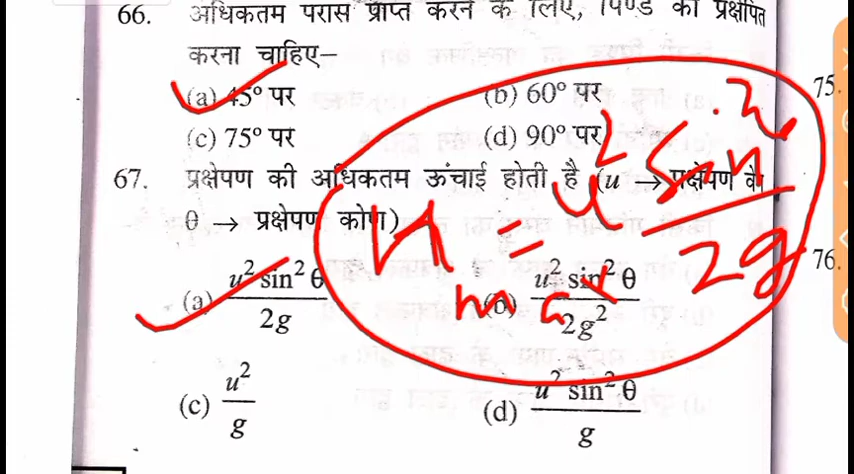 66. अधिकतम परास प्राप्त करने के लिए, पिण्ड को प्रक्षेपित
करना चाहिए–
(a) 45° पर (b) 60° पर
75.
(c) 75° पर (d) 90° पर
67. प्रक्षेपण की अधिकतम ऊंचाई होती है (u → प्रक्षेपण वेग
θ → प्रक्षेपण कोण)
76.
(a) u² sin² θ / 2g (b) u² sin² θ / 2g²
(c) u² / g (d) u² sin² θ / g
= u² sin² / 2g
max